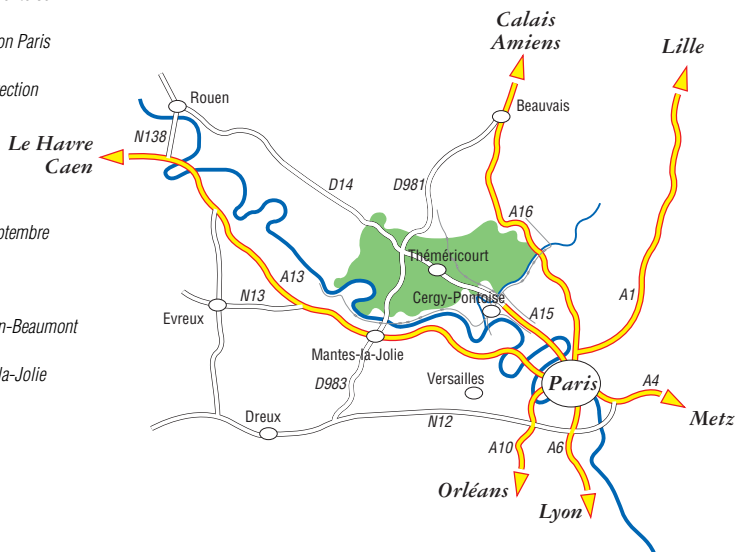 on Paris
ection
ptembre
n-Beaumont
la-Jolie
Calais
Amiens
Lille
Rouen
Beauvais
N138
Le Havre
Caen
D14
D981
A16
Théméricourt
A13
N13
Cergy-Pontoise
A1
A15
Evreux
Mantes-la-Jolie
D983
Versailles
Paris
A4
Metz
Dreux
N12
A10
A6
Orléans
Lyon